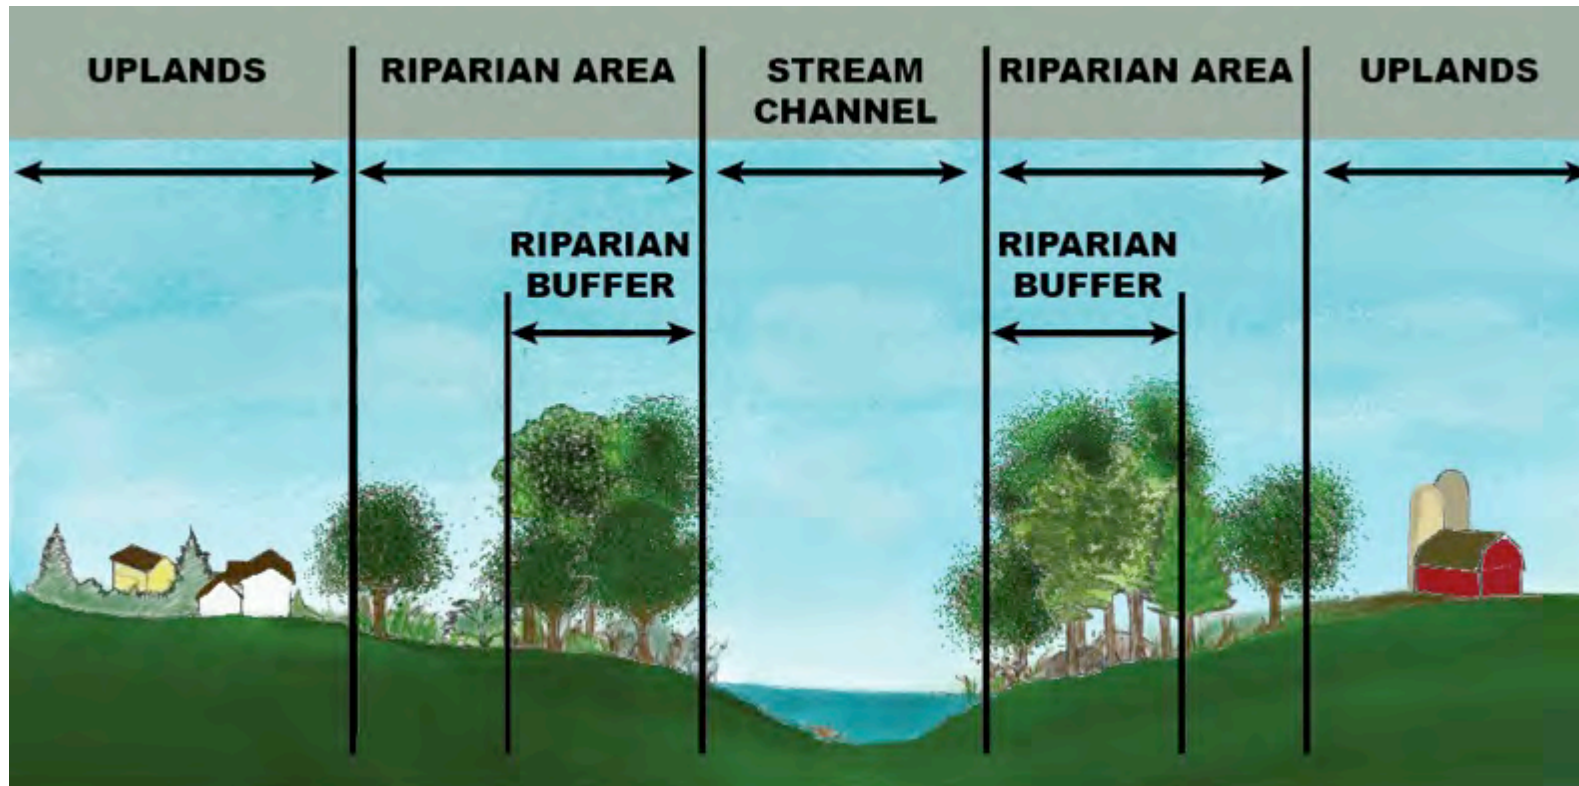 UPLANDS
RIPARIAN AREA
STREAM
CHANNEL
RIPARIAN AREA
UPLANDS
RIPARIAN
BUFFER
RIPARIAN
BUFFER